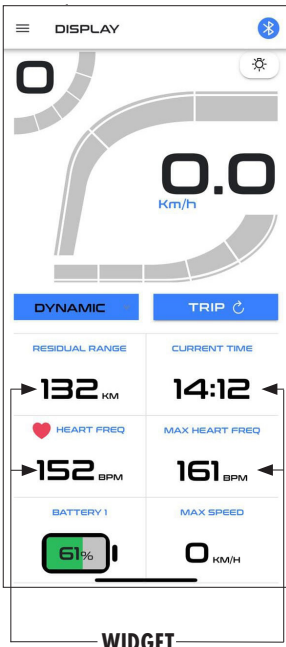 DISPLAY
0
0.0
Km/h
DYNAMIC TRIP
RESIDUAL RANGE CURRENT TIME
132 KM 14:12
HEART FREQ MAX HEART FREQ
152 BPM 161 BPM
BATTERY 1 MAX SPEED
61% 0 KM/H
WIDGET